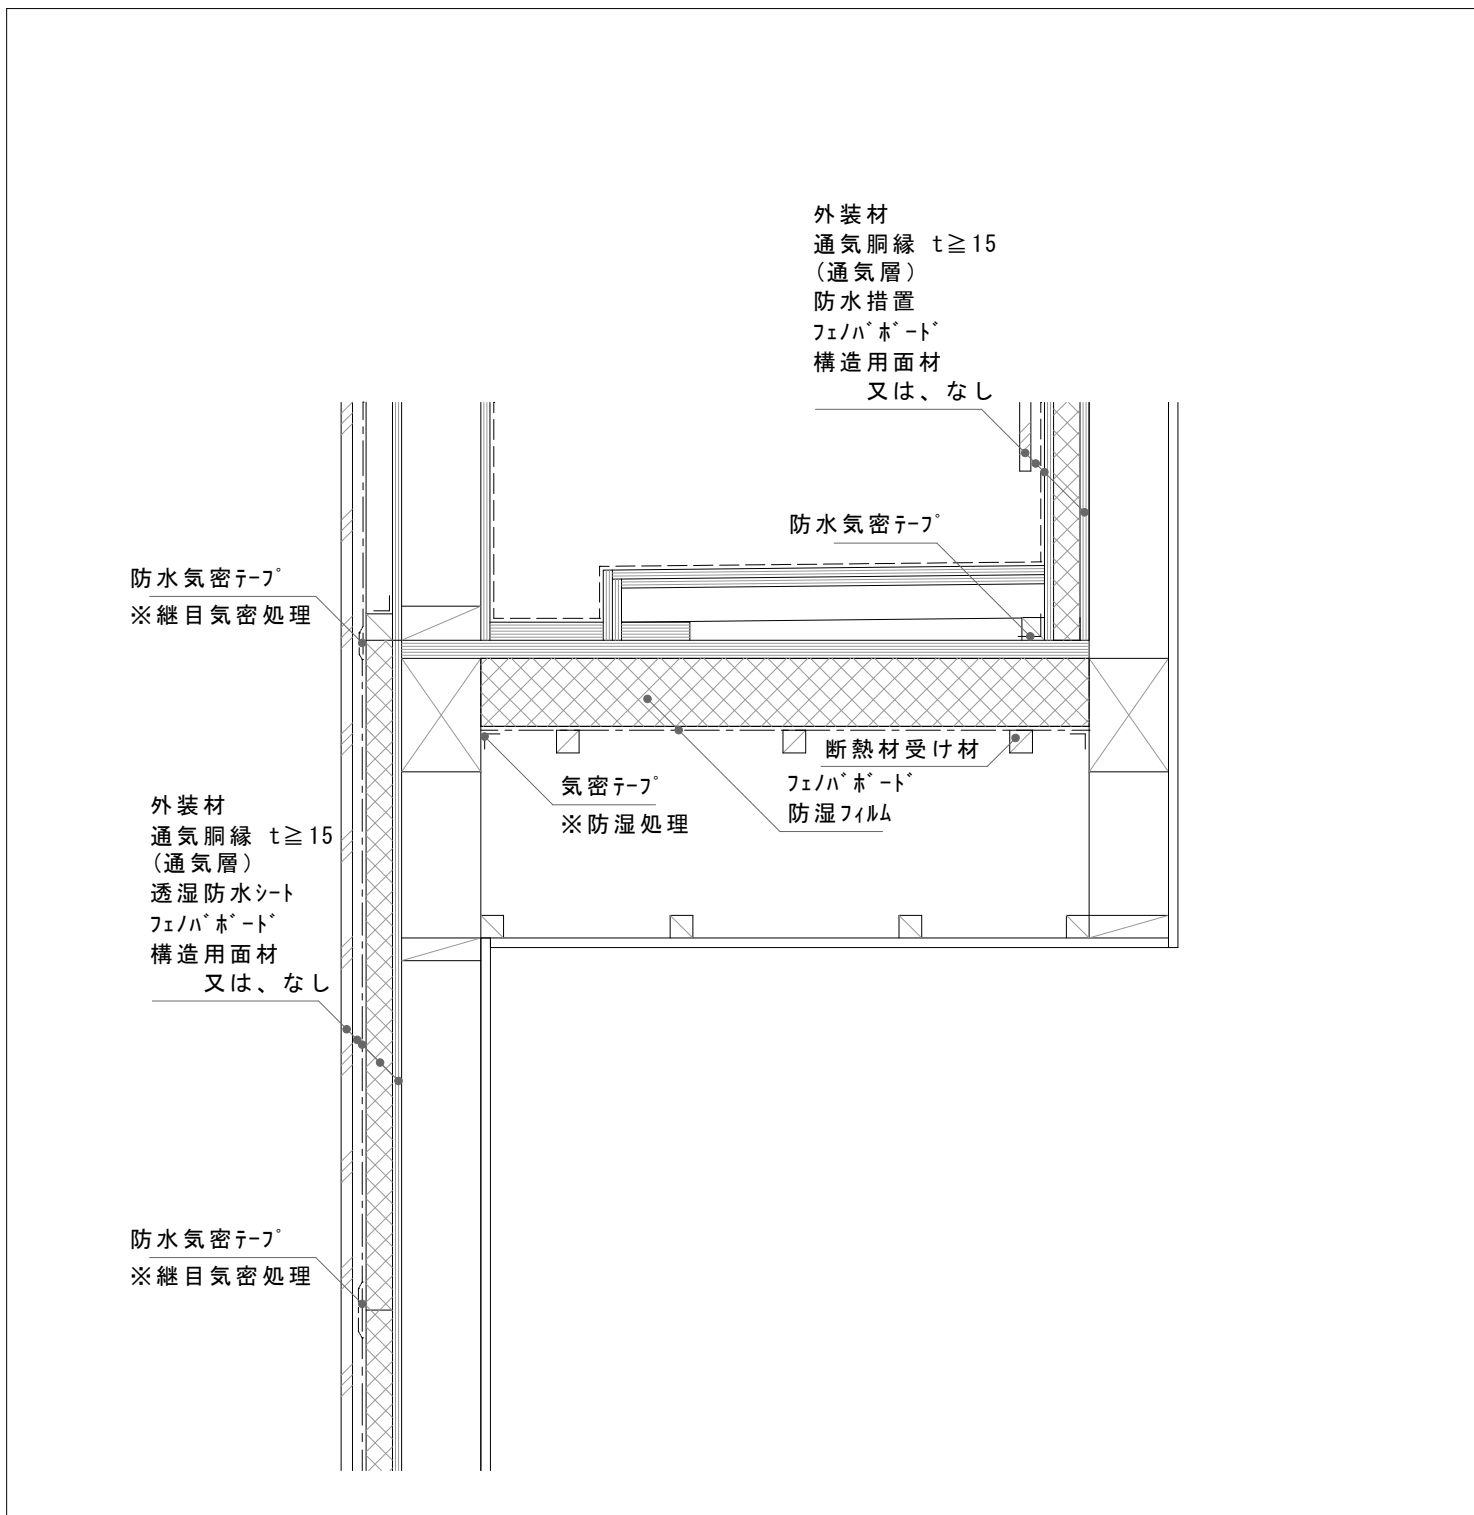 外装材
通気胴縁 t≧15
(通気層)
防水措置
ﾌｪﾉﾊﾞﾎﾞｰﾄﾞ
構造用面材
又は、なし
防水気密ﾃｰﾌﾟ
防水気密ﾃｰﾌﾟ
※継目気密処理
断熱材受け材
気密ﾃｰﾌﾟ
※防湿処理
ﾌｪﾉﾊﾞﾎﾞｰﾄﾞ
防湿ﾌｨﾙﾑ
外装材
通気胴縁 t≧15
(通気層)
透湿防水ｼｰﾄ
ﾌｪﾉﾊﾞﾎﾞｰﾄﾞ
構造用面材
又は、なし
防水気密ﾃｰﾌﾟ
※継目気密処理